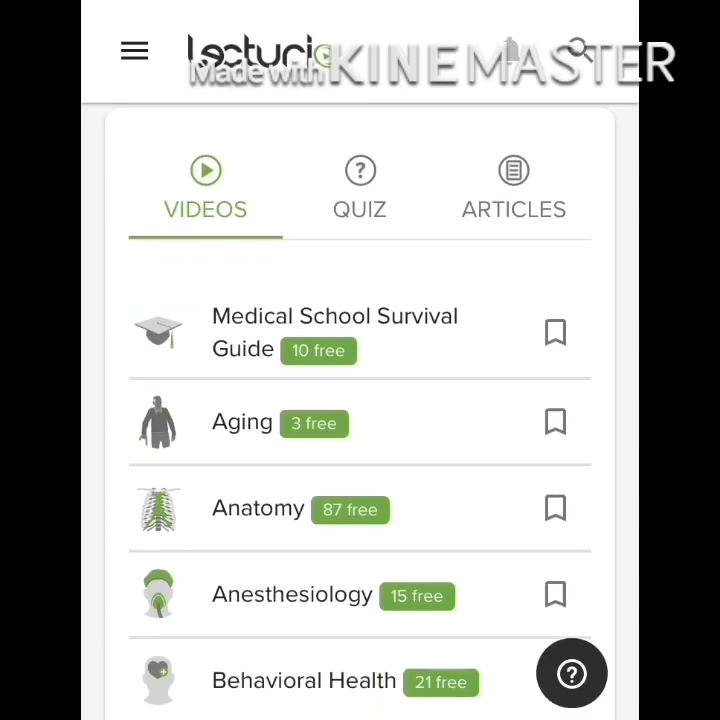 Lecturio
Made with KINEMASTER
VIDEOS
QUIZ
ARTICLES
Medical School Survival
Guide 10 free
Aging 3 free
Anatomy 87 free
Anesthesiology 15 free
Behavioral Health 21 free